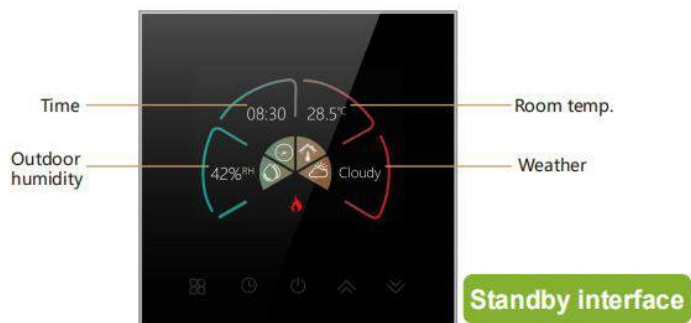 Time
08:30
28.5°C
Room temp.
Outdoor
humidity
42%RH
Cloudy
Weather
Standby interface